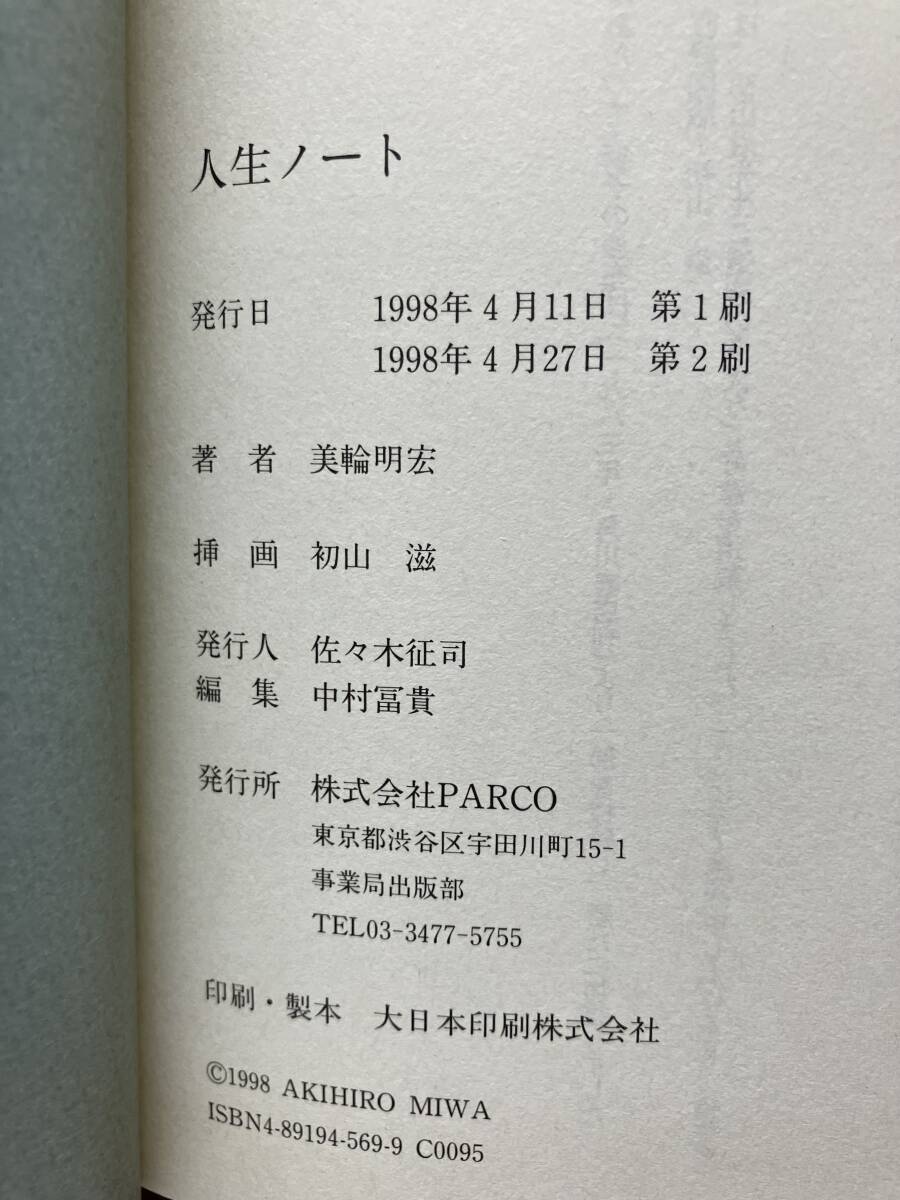 人生ノート
発行日 1998年4月11日 第1刷
1998年4月27日 第2刷
著者 美輪明宏
挿画 初山 滋
発行人 佐々木征司
編集 中村冨貴
発行所 株式会社PARCO
東京都渋谷区宇田川町15-1
事業局出版部
TEL03-3477-5755
印刷・製本 大日本印刷株式会社
©1998 AKIHIRO MIWA
ISBN4-89194-569-9 C0095